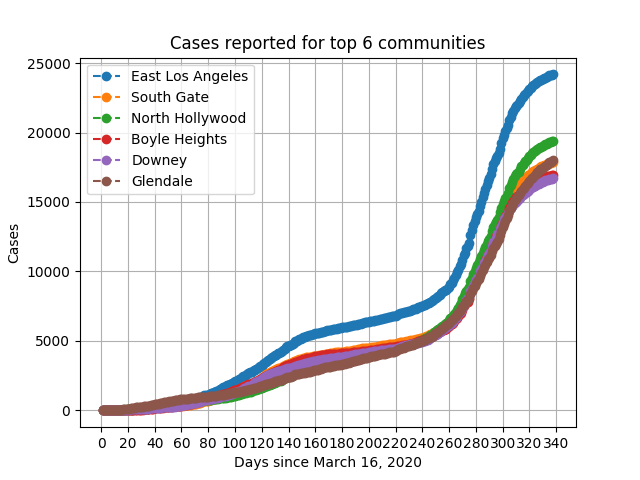 Cases reported for top 6 communities
25000
20000
15000
10000
5000
0
Cases
East Los Angeles
South Gate
North Hollywood
Boyle Heights
Downey
Glendale
0 20 40 60 80 100 120 140 160 180 200 220 240 260 280 300 320 340
Days since March 16, 2020